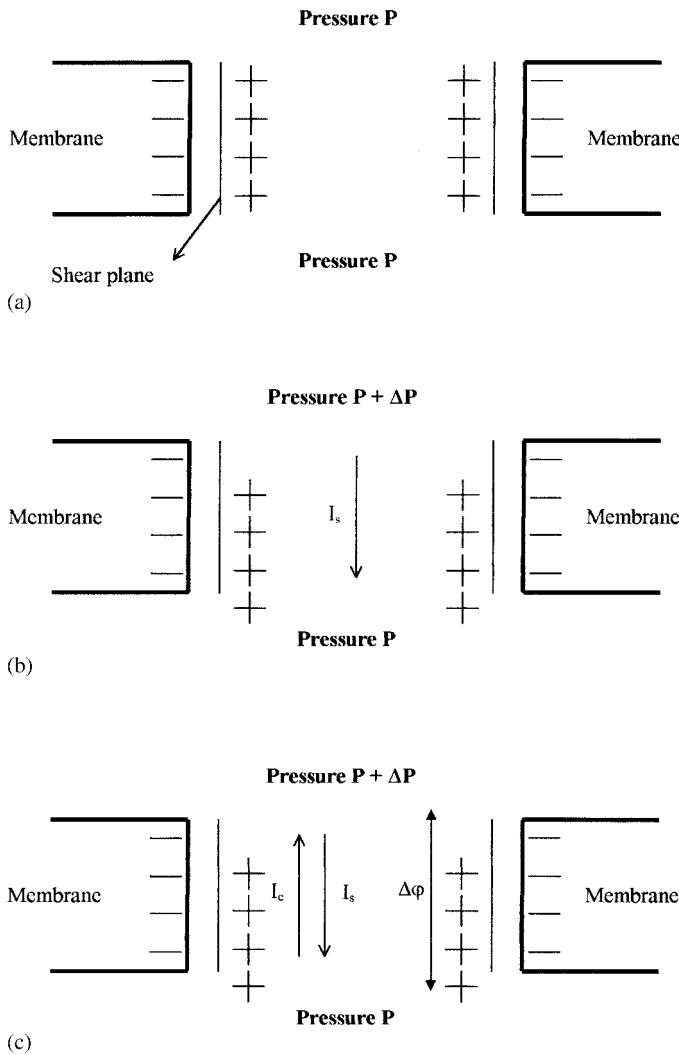 Pressure P
Membrane
Membrane
Shear plane
Pressure P
(a)
Pressure P + ΔP
Membrane
I_s
Membrane
Pressure P
(b)
Pressure P + ΔP
Membrane
I_c
I_s
Δφ
Membrane
Pressure P
(c)